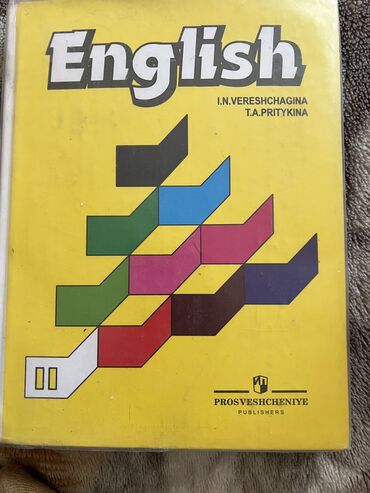 English
I.N.VERESHCHAGINA
T.A.PRITYKINA
II
PROSVESHCHENIYE
PUBLISHERS